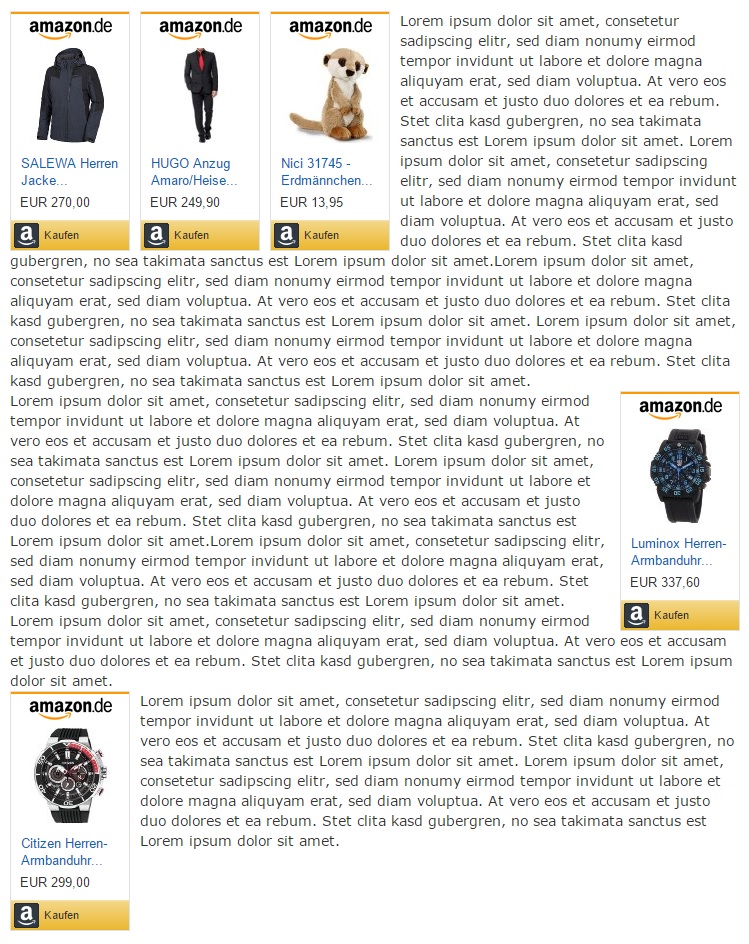 amazon.de
SALEWA Herren
Jacke...
EUR 270,00
Kaufen
amazon.de
HUGO Anzug
Amaro/Heise...
EUR 249,90
Kaufen
amazon.de
Nici 31745 -
Erdmännchen...
EUR 13,95
Kaufen
Lorem ipsum dolor sit amet, consetetur
sadipscing elitr, sed diam nonumy eirmod
tempor invidunt ut labore et dolore magna
aliquyam erat, sed diam voluptua. At vero eos
et accusam et justo duo dolores et ea rebum.
Stet clita kasd gubergren, no sea takimata
sanctus est Lorem ipsum dolor sit amet. Lorem
ipsum dolor sit amet, consetetur sadipscing
elitr, sed diam nonumy eirmod tempor invidunt
ut labore et dolore magna aliquyam erat, sed
diam voluptua. At vero eos et accusam et justo
duo dolores et ea rebum. Stet clita kasd
gubergren, no sea takimata sanctus est Lorem ipsum dolor sit amet.Lorem ipsum dolor sit amet,
consetetur sadipscing elitr, sed diam nonumy eirmod tempor invidunt ut labore et dolore magna
aliquyam erat, sed diam voluptua. At vero eos et accusam et justo duo dolores et ea rebum. Stet clita
kasd gubergren, no sea takimata sanctus est Lorem ipsum dolor sit amet. Lorem ipsum dolor sit amet,
consetetur sadipscing elitr, sed diam nonumy eirmod tempor invidunt ut labore et dolore magna
aliquyam erat, sed diam voluptua. At vero eos et accusam et justo duo dolores et ea rebum. Stet clita
kasd gubergren, no sea takimata sanctus est Lorem ipsum dolor sit amet.
Lorem ipsum dolor sit amet, consetetur sadipscing elitr, sed diam nonumy eirmod
tempor invidunt ut labore et dolore magna aliquyam erat, sed diam voluptua. At
vero eos et accusam et justo duo dolores et ea rebum. Stet clita kasd gubergren, no
sea takimata sanctus est Lorem ipsum dolor sit amet. Lorem ipsum dolor sit amet,
consetetur sadipscing elitr, sed diam nonumy eirmod tempor invidunt ut labore et
dolore magna aliquyam erat, sed diam voluptua. At vero eos et accusam et justo
duo dolores et ea rebum. Stet clita kasd gubergren, no sea takimata sanctus est
Lorem ipsum dolor sit amet.Lorem ipsum dolor sit amet, consetetur sadipscing elitr,
sed diam nonumy eirmod tempor invidunt ut labore et dolore magna aliquyam erat,
sed diam voluptua. At vero eos et accusam et justo duo dolores et ea rebum. Stet
clita kasd gubergren, no sea takimata sanctus est Lorem ipsum dolor sit amet.
Lorem ipsum dolor sit amet, consetetur sadipscing elitr, sed diam nonumy eirmod
tempor invidunt ut labore et dolore magna aliquyam erat, sed diam voluptua. At vero eos et accusam
et justo duo dolores et ea rebum. Stet clita kasd gubergren, no sea takimata sanctus est Lorem ipsum
dolor sit amet.
amazon.de
Luminox Herren-
Armbanduhr...
EUR 337,60
Kaufen
amazon.de
Citizen Herren-
Armbanduhr...
EUR 299,00
Kaufen
Lorem ipsum dolor sit amet, consetetur sadipscing elitr, sed diam nonumy eirmod tempor
invidunt ut labore et dolore magna aliquyam erat, sed diam voluptua. At
vero eos et accusam et justo duo dolores et ea rebum. Stet clita kasd gubergren, no
sea takimata sanctus est Lorem ipsum dolor sit amet. Lorem ipsum dolor sit amet,
consetetur sadipscing elitr, sed diam nonumy eirmod tempor invidunt ut labore et
dolore magna aliquyam erat, sed diam voluptua. At vero eos et accusam et justo
duo dolores et ea rebum. Stet clita kasd gubergren, no sea takimata sanctus est
Lorem ipsum dolor sit amet.